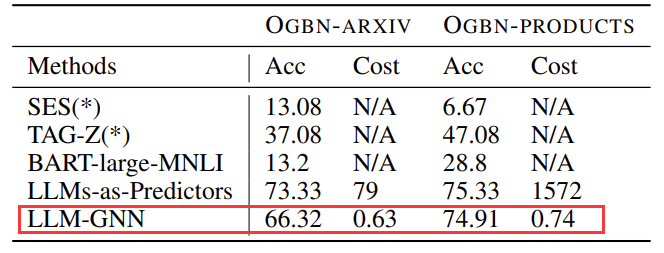 OGBN-ARXIV OGBN-PRODUCTS
Methods Acc Cost Acc Cost
SES(*) 13.08 N/A 6.67 N/A
TAG-Z(*) 37.08 N/A 47.08 N/A
BART-large-MNLI 13.2 N/A 28.8 N/A
LLMs-as-Predictors 73.33 79 75.33 1572
LLM-GNN 66.32 0.63 74.91 0.74